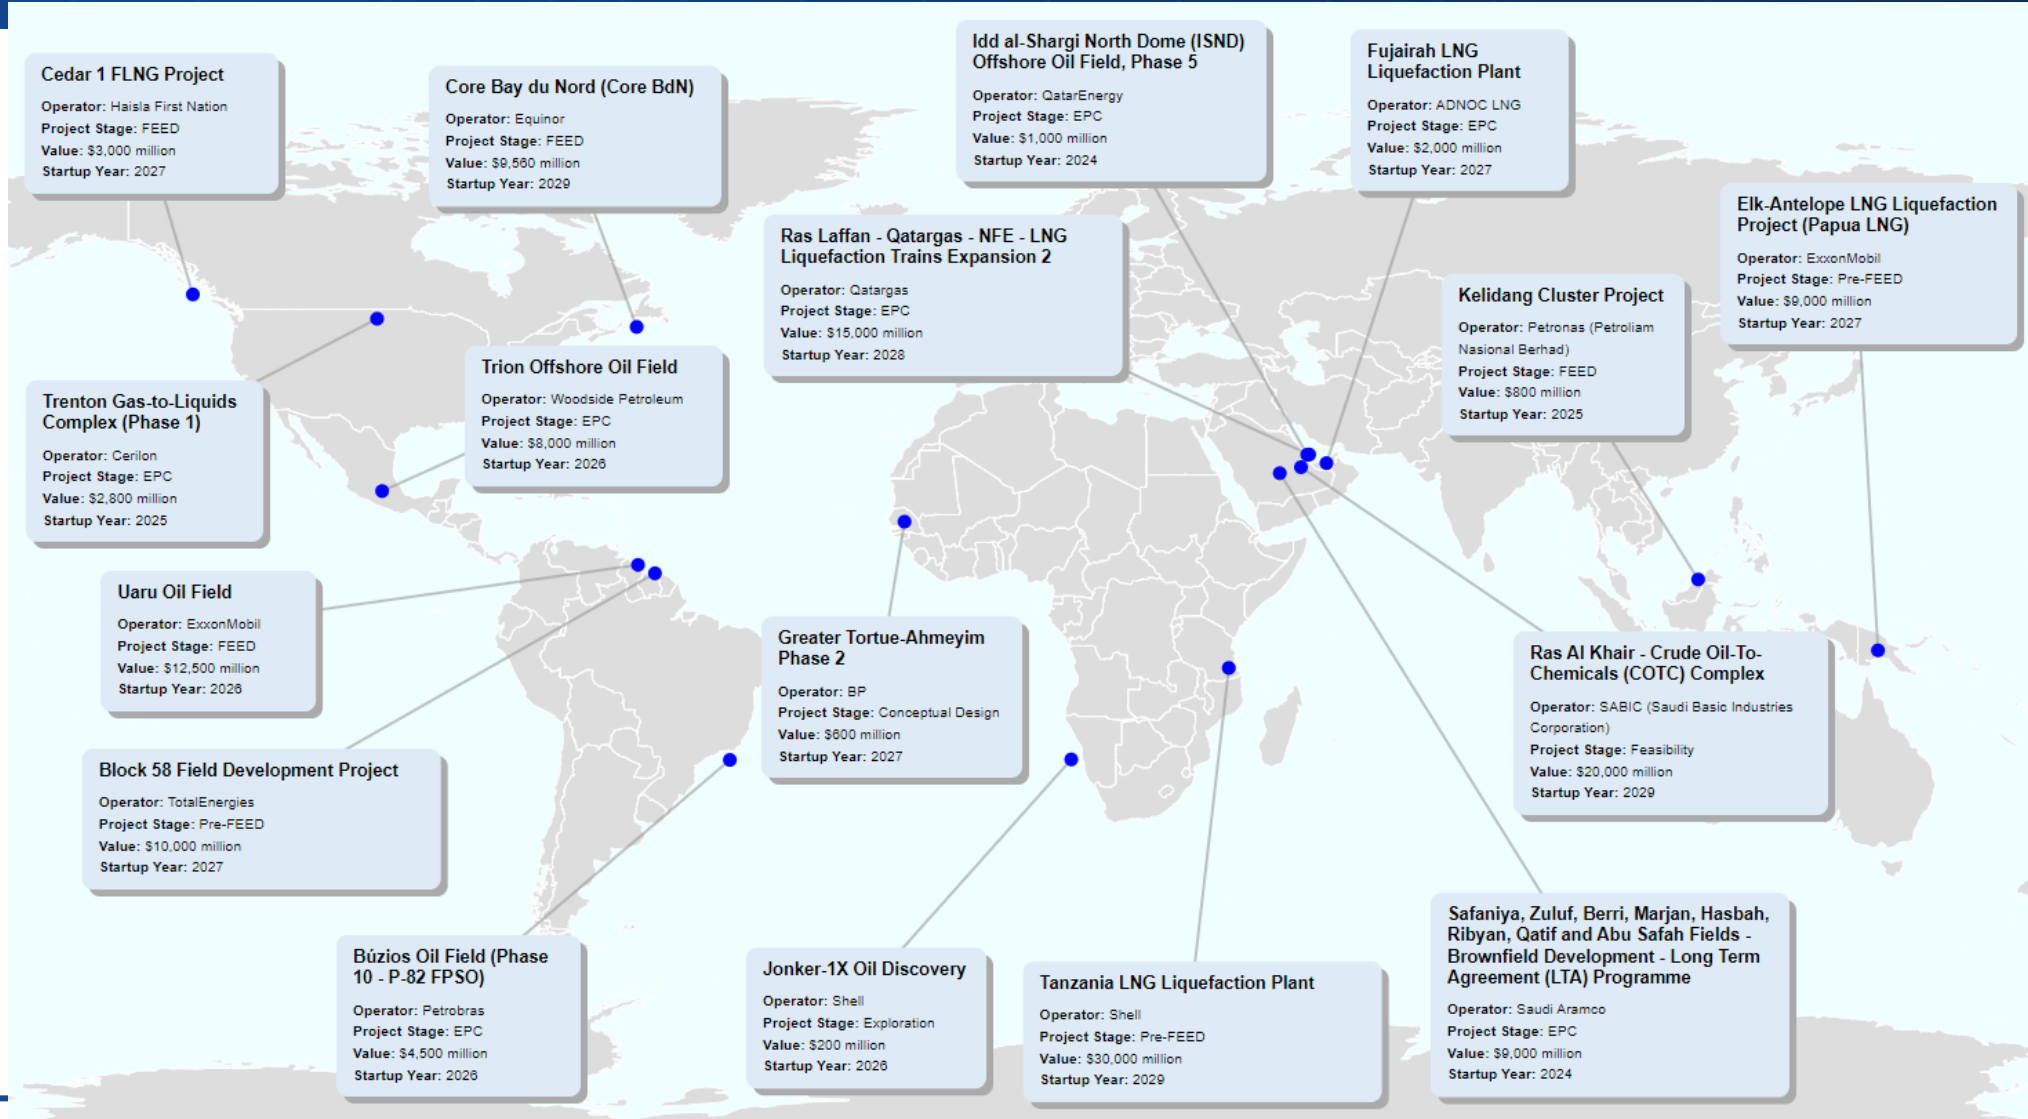 Cedar 1 FLNG Project
Operator: Haisla First Nation
Project Stage: FEED
Value: $3,000 million
Startup Year: 2027
Core Bay du Nord (Core BdN)
Operator: Equinor
Project Stage: FEED
Value: $9,560 million
Startup Year: 2029
Idd al-Shargi North Dome (ISND)
Offshore Oil Field, Phase 5
Operator: QatarEnergy
Project Stage: EPC
Value: $1,000 million
Startup Year: 2024
Fujairah LNG
Liquefaction Plant
Operator: ADNOC LNG
Project Stage: EPC
Value: $2,000 million
Startup Year: 2027
Elk-Antelope LNG Liquefaction
Project (Papua LNG)
Operator: ExxonMobil
Project Stage: Pre-FEED
Value: $9,000 million
Startup Year: 2027
Ras Laffan - Qatargas - NFE - LNG
Liquefaction Trains Expansion 2
Operator: Qatargas
Project Stage: EPC
Value: $15,000 million
Startup Year: 2028
Kelidang Cluster Project
Operator: Petronas (Petroliam
Nasional Berhad)
Project Stage: FEED
Value: $800 million
Startup Year: 2025
Trion Offshore Oil Field
Operator: Woodside Petroleum
Project Stage: EPC
Value: $8,000 million
Startup Year: 2026
Trenton Gas-to-Liquids
Complex (Phase 1)
Operator: Cerilon
Project Stage: EPC
Value: $2,800 million
Startup Year: 2025
Uaru Oil Field
Operator: ExxonMobil
Project Stage: FEED
Value: $12,500 million
Startup Year: 2026
Greater Tortue-Ahmeyim
Phase 2
Operator: BP
Project Stage: Conceptual Design
Value: $600 million
Startup Year: 2027
Ras Al Khair - Crude Oil-To-
Chemicals (COTC) Complex
Operator: SABIC (Saudi Basic Industries
Corporation)
Project Stage: Feasibility
Value: $20,000 million
Startup Year: 2029
Block 58 Field Development Project
Operator: TotalEnergies
Project Stage: Pre-FEED
Value: $10,000 million
Startup Year: 2027
Búzios Oil Field (Phase
10 - P-82 FPSO)
Operator: Petrobras
Project Stage: EPC
Value: $4,500 million
Startup Year: 2026
Jonker-1X Oil Discovery
Operator: Shell
Project Stage: Exploration
Value: $200 million
Startup Year: 2026
Tanzania LNG Liquefaction Plant
Operator: Shell
Project Stage: Pre-FEED
Value: $30,000 million
Startup Year: 2029
Safaniya, Zuluf, Berri, Marjan, Hasbah,
Ribyan, Qatif and Abu Safah Fields -
Brownfield Development - Long Term
Agreement (LTA) Programme
Operator: Saudi Aramco
Project Stage: EPC
Value: $9,000 million
Startup Year: 2024